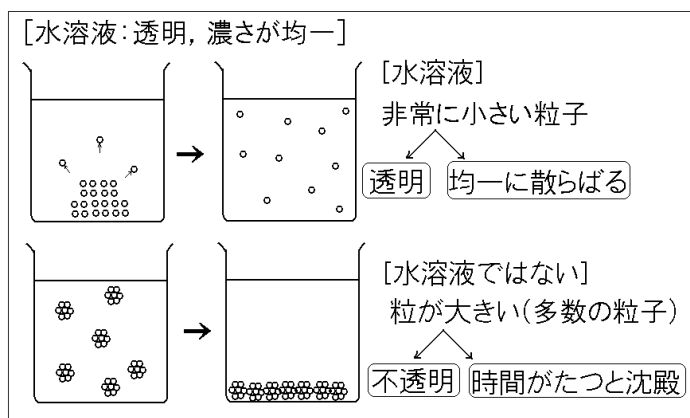 [水溶液:透明,濃さが均一]
[水溶液]
非常に小さい粒子
透明 均一に散らばる
[水溶液ではない]
粒が大きい(多数の粒子)
不透明 時間がたつと沈殿